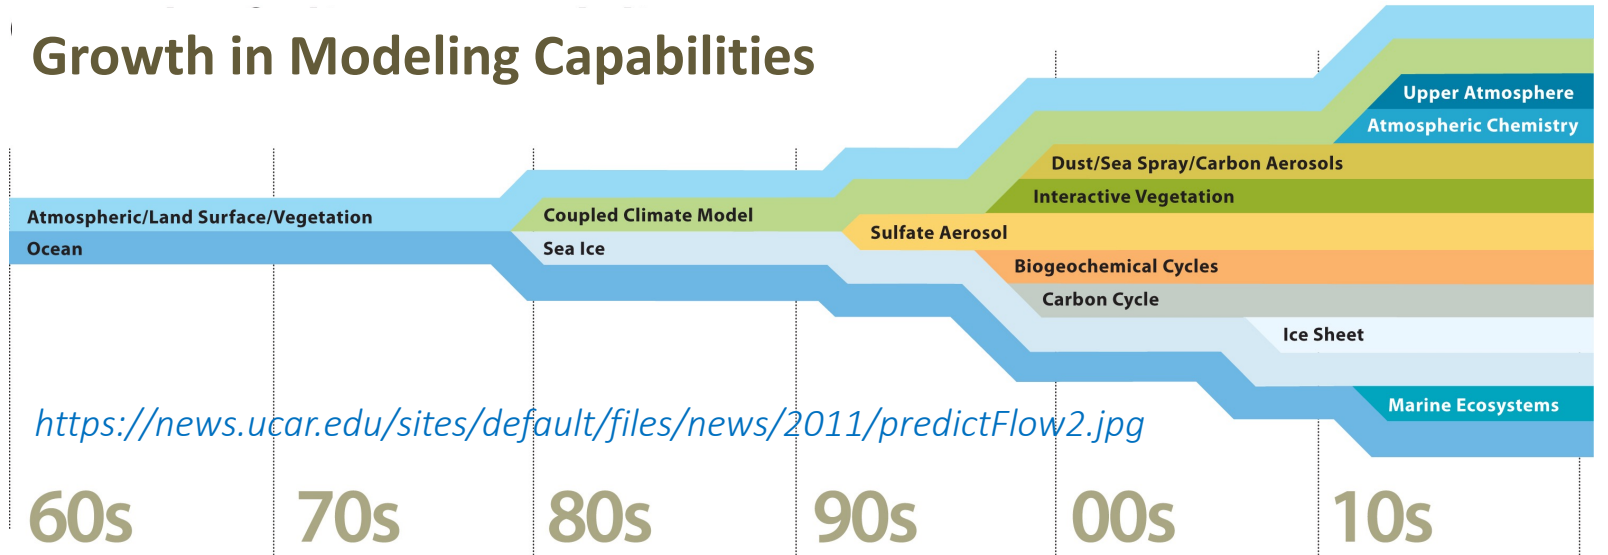 Growth in Modeling Capabilities
Upper Atmosphere
Atmospheric Chemistry
Dust/Sea Spray/Carbon Aerosols
Interactive Vegetation
Atmospheric/Land Surface/Vegetation
Coupled Climate Model
Sulfate Aerosol
Ocean
Sea Ice
Biogeochemical Cycles
Carbon Cycle
Ice Sheet
Marine Ecosystems
https://news.ucar.edu/sites/default/files/news/2011/predictFlow2.jpg
60s 70s 80s 90s 00s 10s